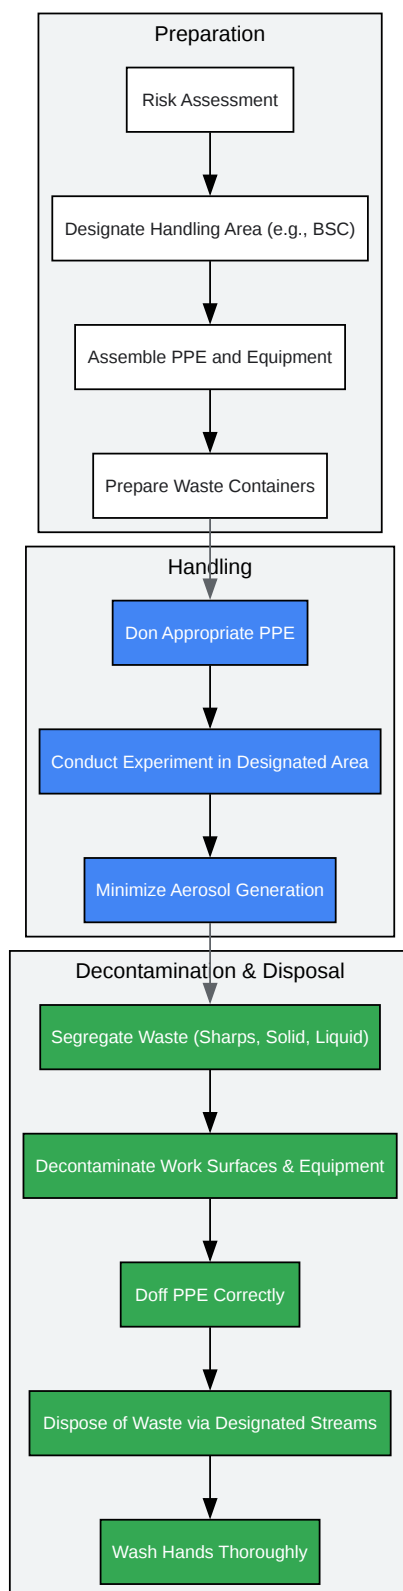 Preparation
Risk Assessment
Designate Handling Area (e.g., BSC)
Assemble PPE and Equipment
Prepare Waste Containers
Handling
Don Appropriate PPE
Conduct Experiment in Designated Area
Minimize Aerosol Generation
Decontamination & Disposal
Segregate Waste (Sharps, Solid, Liquid)
Decontaminate Work Surfaces & Equipment
Doff PPE Correctly
Dispose of Waste via Designated Streams
Wash Hands Thoroughly